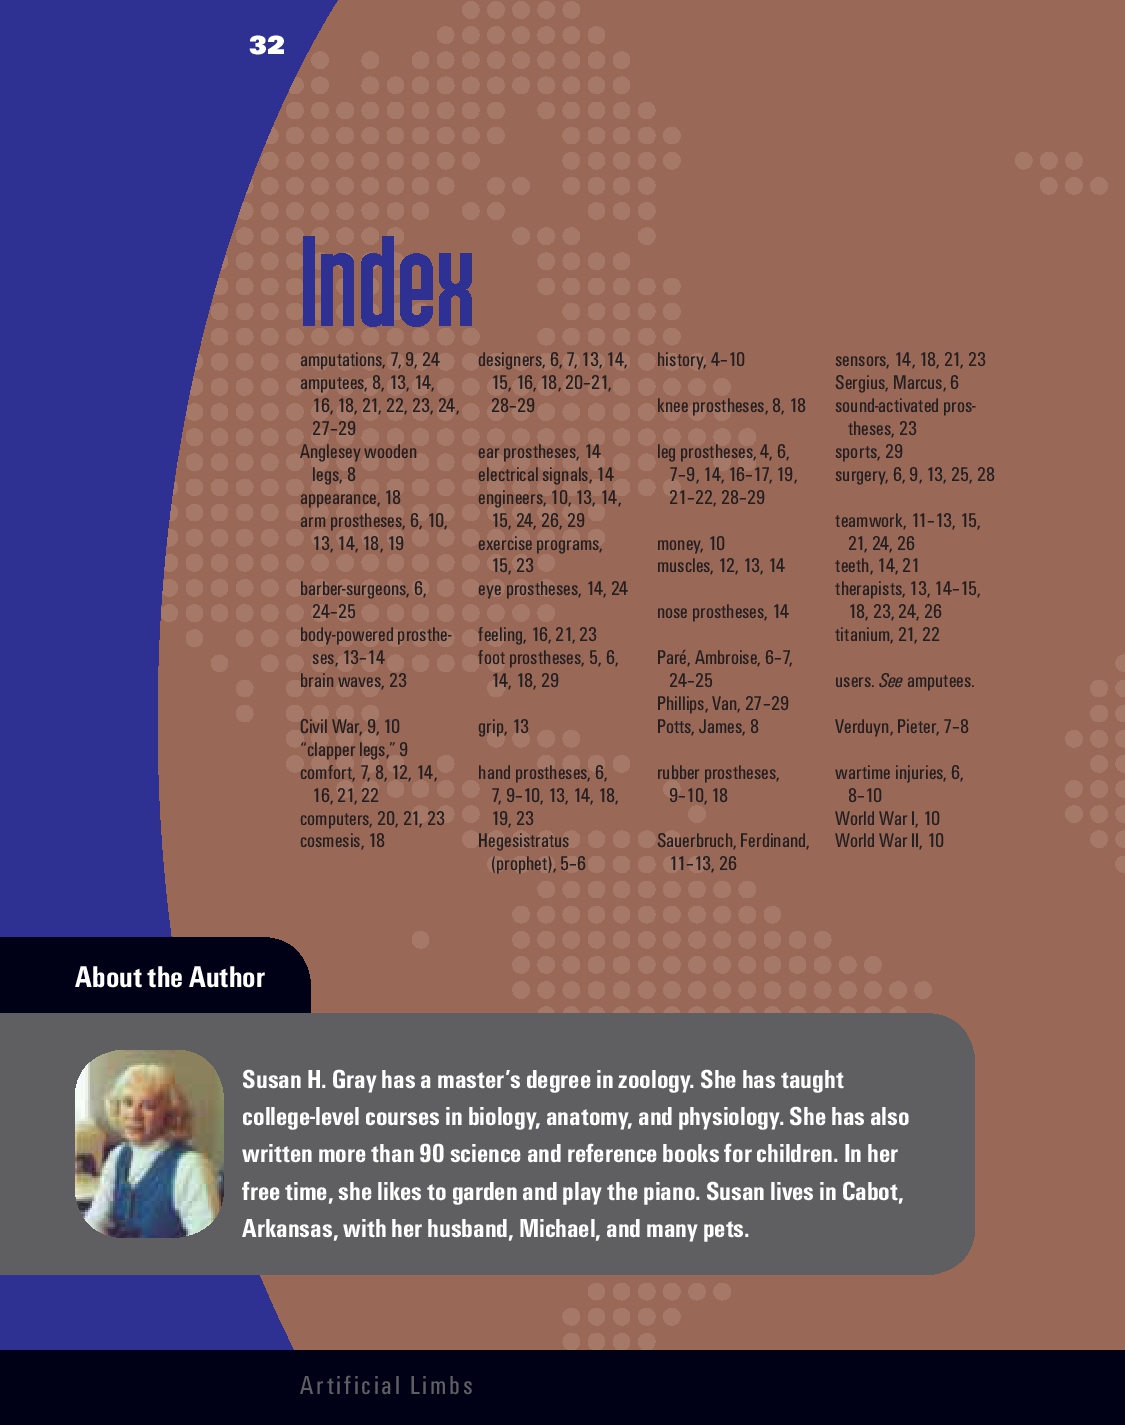 32
Index
amputations, 7, 9, 24
amputees, 8, 13, 14,
16, 18, 21, 22, 23, 24,
27–29
Anglesey wooden
legs, 8
appearance, 18
arm prostheses, 6, 10,
13, 14, 18, 19
barber-surgeons, 6,
24–25
body-powered prosthe-
ses, 13–14
brain waves, 23
Civil War, 9, 10
“clapper legs,” 9
comfort, 7, 8, 12, 14,
16, 21, 22
computers, 20, 21, 23
cosmesis, 18
designers, 6, 7, 13, 14,
15, 16, 18, 20–21,
28–29
ear prostheses, 14
electrical signals, 14
engineers, 10, 13, 14,
15, 24, 26, 29
exercise programs,
15, 23
eye prostheses, 14, 24
feeling, 16, 21, 23
foot prostheses, 5, 6,
14, 18, 29
grip, 13
hand prostheses, 6,
7, 9–10, 13, 14, 18,
19, 23
Hegesistratus
(prophet), 5–6
history, 4–10
knee prostheses, 8, 18
leg prostheses, 4, 6,
7–9, 14, 16–17, 19,
21–22, 28–29
money, 10
muscles, 12, 13, 14
nose prostheses, 14
Paré, Ambroise, 6–7,
24–25
Phillips, Van, 27–29
Potts, James, 8
rubber prostheses,
9–10, 18
Sauerbruch, Ferdinand,
11–13, 26
sensors, 14, 18, 21, 23
Sergius, Marcus, 6
sound-activated pros-
theses, 23
sports, 29
surgery, 6, 9, 13, 25, 28
teamwork, 11–13, 15,
21, 24, 26
teeth, 14, 21
therapists, 13, 14–15,
18, 23, 24, 26
titanium, 21, 22
users. See amputees.
Verduyn, Pieter, 7–8
wartime injuries, 6,
8–10
World War I, 10
World War II, 10
About the Author
Susan H. Gray has a master’s degree in zoology. She has taught
college-level courses in biology, anatomy, and physiology. She has also
written more than 90 science and reference books for children. In her
free time, she likes to garden and play the piano. Susan lives in Cabot,
Arkansas, with her husband, Michael, and many pets.
Artificial Limbs